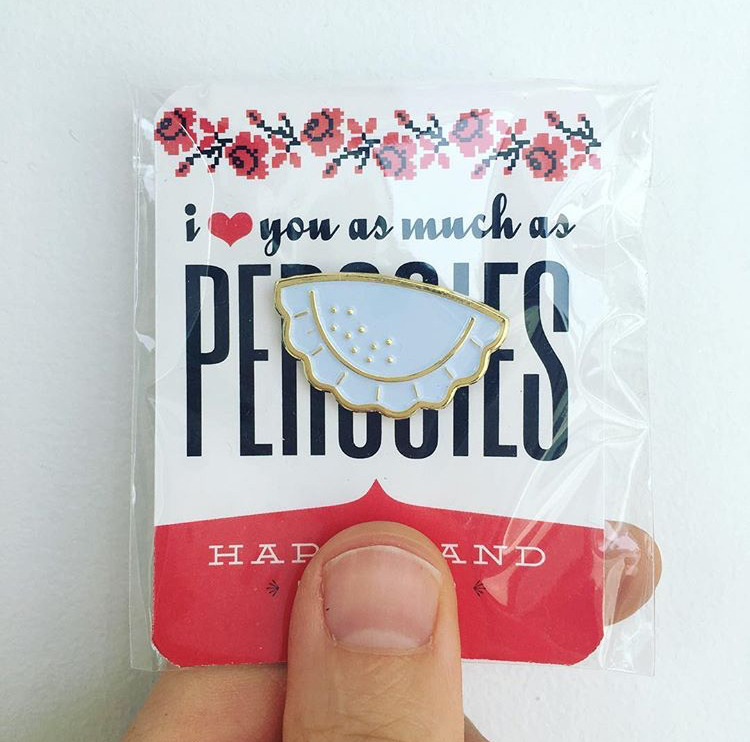 i ❤ you as much as
PEROGIES